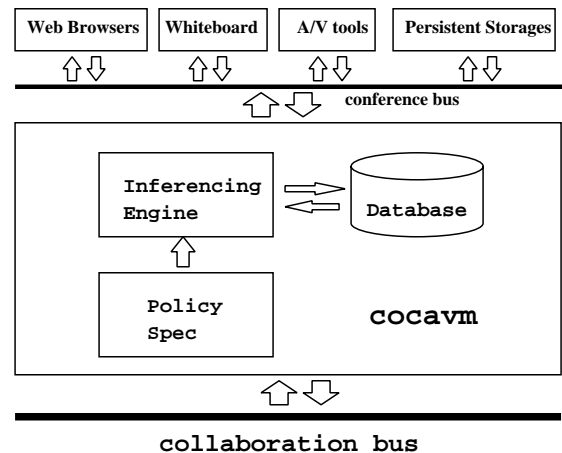 Web Browsers
Whiteboard
A/V tools
Persistent Storages
conference bus
Inferencing
Engine
Database
Policy
Spec
cocavm
collaboration bus